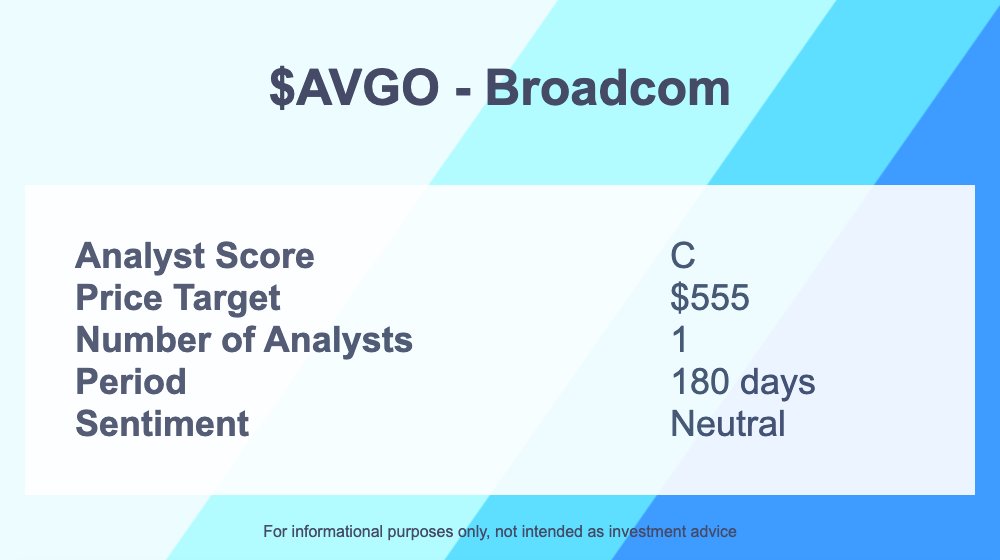 $AVGO - Broadcom
Analyst Score C
Price Target $555
Number of Analysts 1
Period 180 days
Sentiment Neutral
For informational purposes only, not intended as investment advice